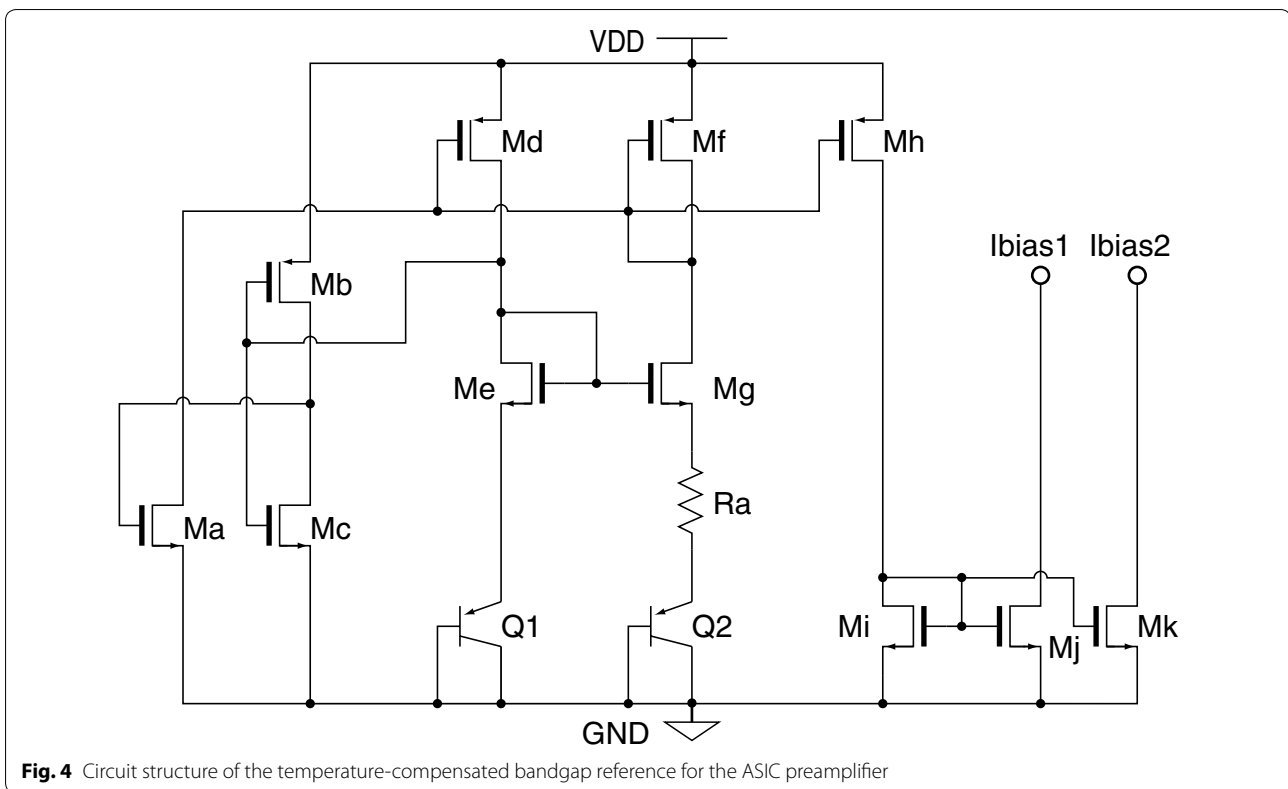 VDD
Md
Mf
Mh
Ibias1 Ibias2
Mb
Me
Mg
Ra
Ma
Mc
Q1
Q2
Mi
Mj
Mk
GND
Fig. 4 Circuit structure of the temperature-compensated bandgap reference for the ASIC preamplifier